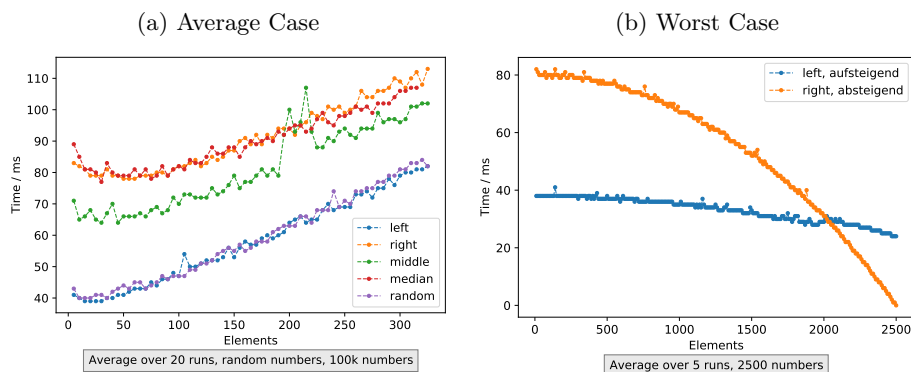 (a) Average Case
110
100
90
80
70
60
50
40
Time / ms
0 50 100 150 200 250 300
Elements
left
right
middle
median
random
Average over 20 runs, random numbers, 100k numbers
(b) Worst Case
80
60
40
20
0
Time / ms
0 500 1000 1500 2000 2500
Elements
left, aufsteigend
right, absteigend
Average over 5 runs, 2500 numbers